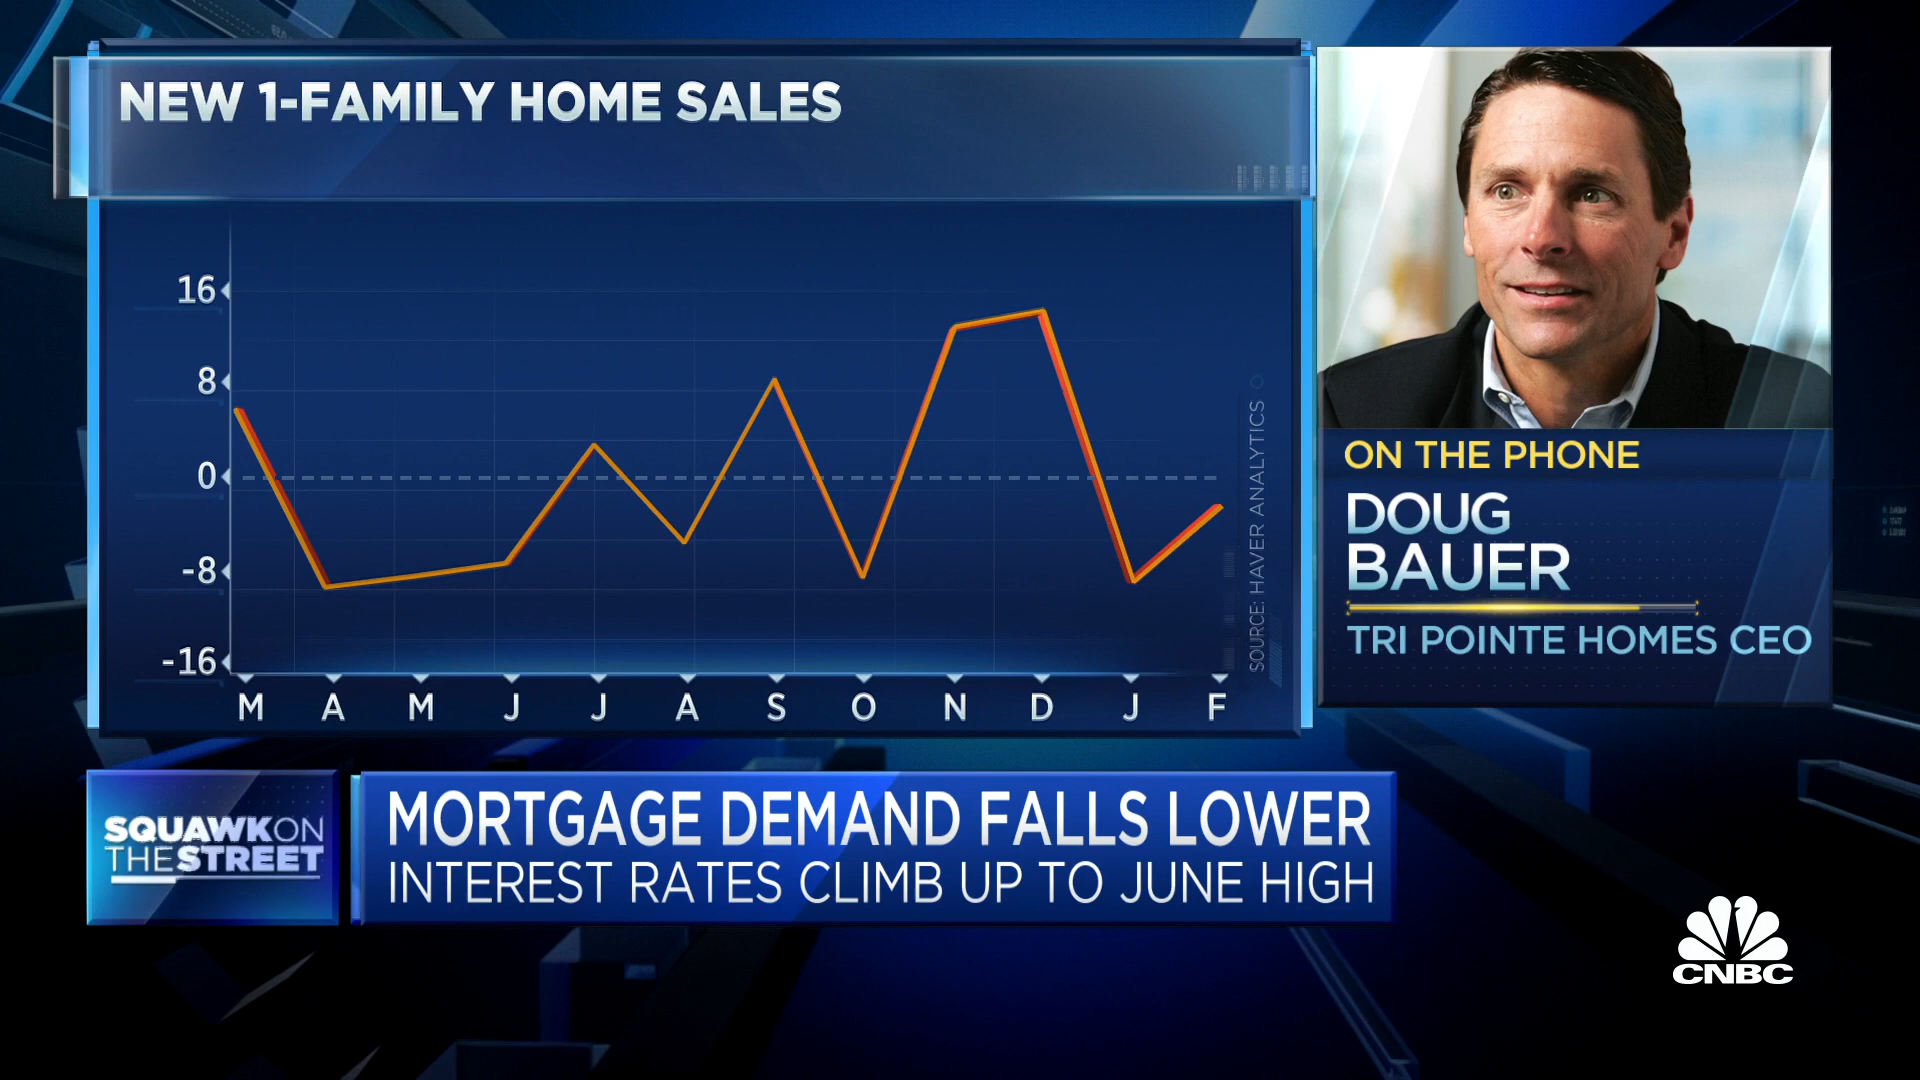 NEW 1-FAMILY HOME SALES
16
8
0
-8
-16
M A M J J A S O N D J F
SOURCE: HAVER ANALYTICS
ON THE PHONE
DOUG
BAUER
TRI POINTE HOMES CEO
SQUAWK ON
THE STREET
MORTGAGE DEMAND FALLS LOWER
INTEREST RATES CLIMB UP TO JUNE HIGH
CNBC